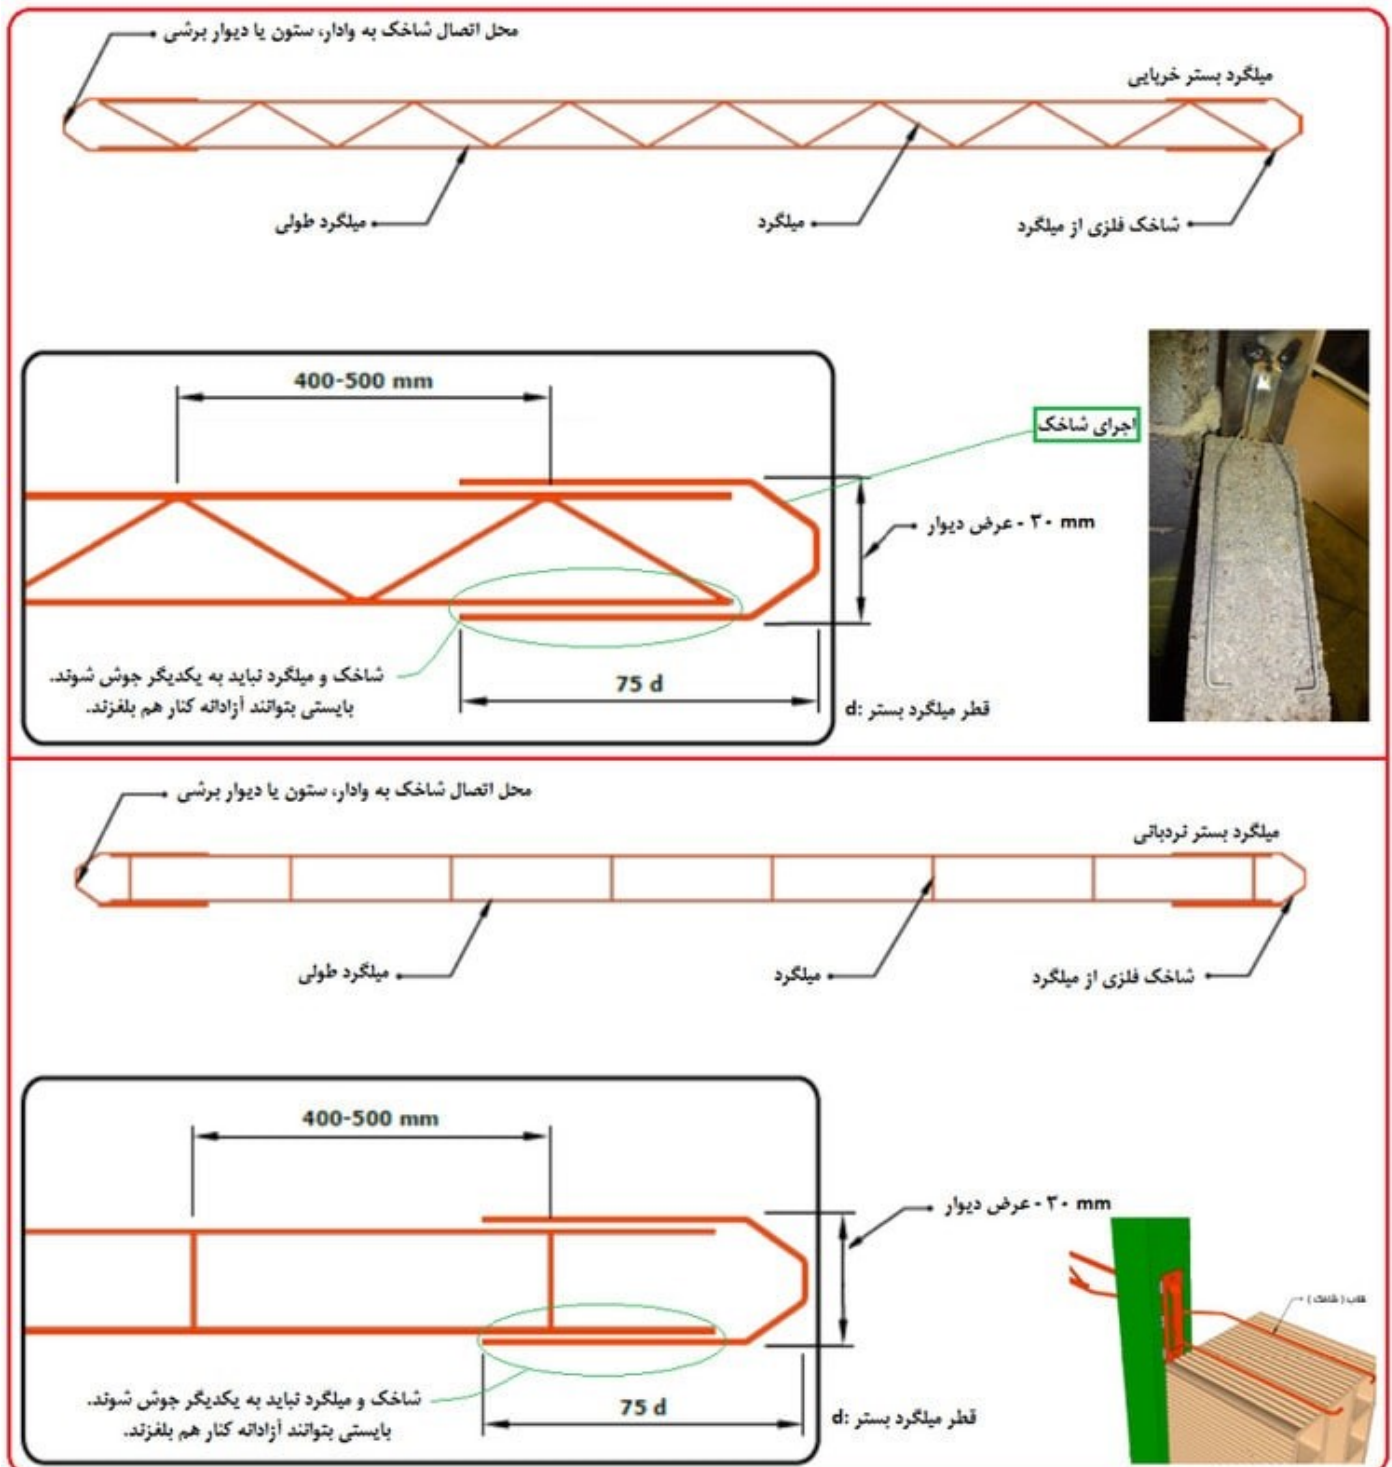 محل اتصال شاخک به وادار، ستون یا دیوار برشی
میلگرد بستر خرپایی
میلگرد طولی
میلگرد
شاخک فلزی از میلگرد
400-500 mm
اجرای شاخک
۳۰ mm - عرض دیوار
شاخک و میلگرد نباید به یکدیگر جوش شوند.
بایستی بتوانند آزادانه کنار هم بلغزند.
75 d
قطر میلگرد بستر :d
محل اتصال شاخک به وادار، ستون یا دیوار برشی
میلگرد بستر نردبانی
میلگرد طولی
میلگرد
شاخک فلزی از میلگرد
400-500 mm
۳۰ mm - عرض دیوار
قلاب ( شاخک )
شاخک و میلگرد نباید به یکدیگر جوش شوند.
بایستی بتوانند آزادانه کنار هم بلغزند.
75 d
قطر میلگرد بستر :d